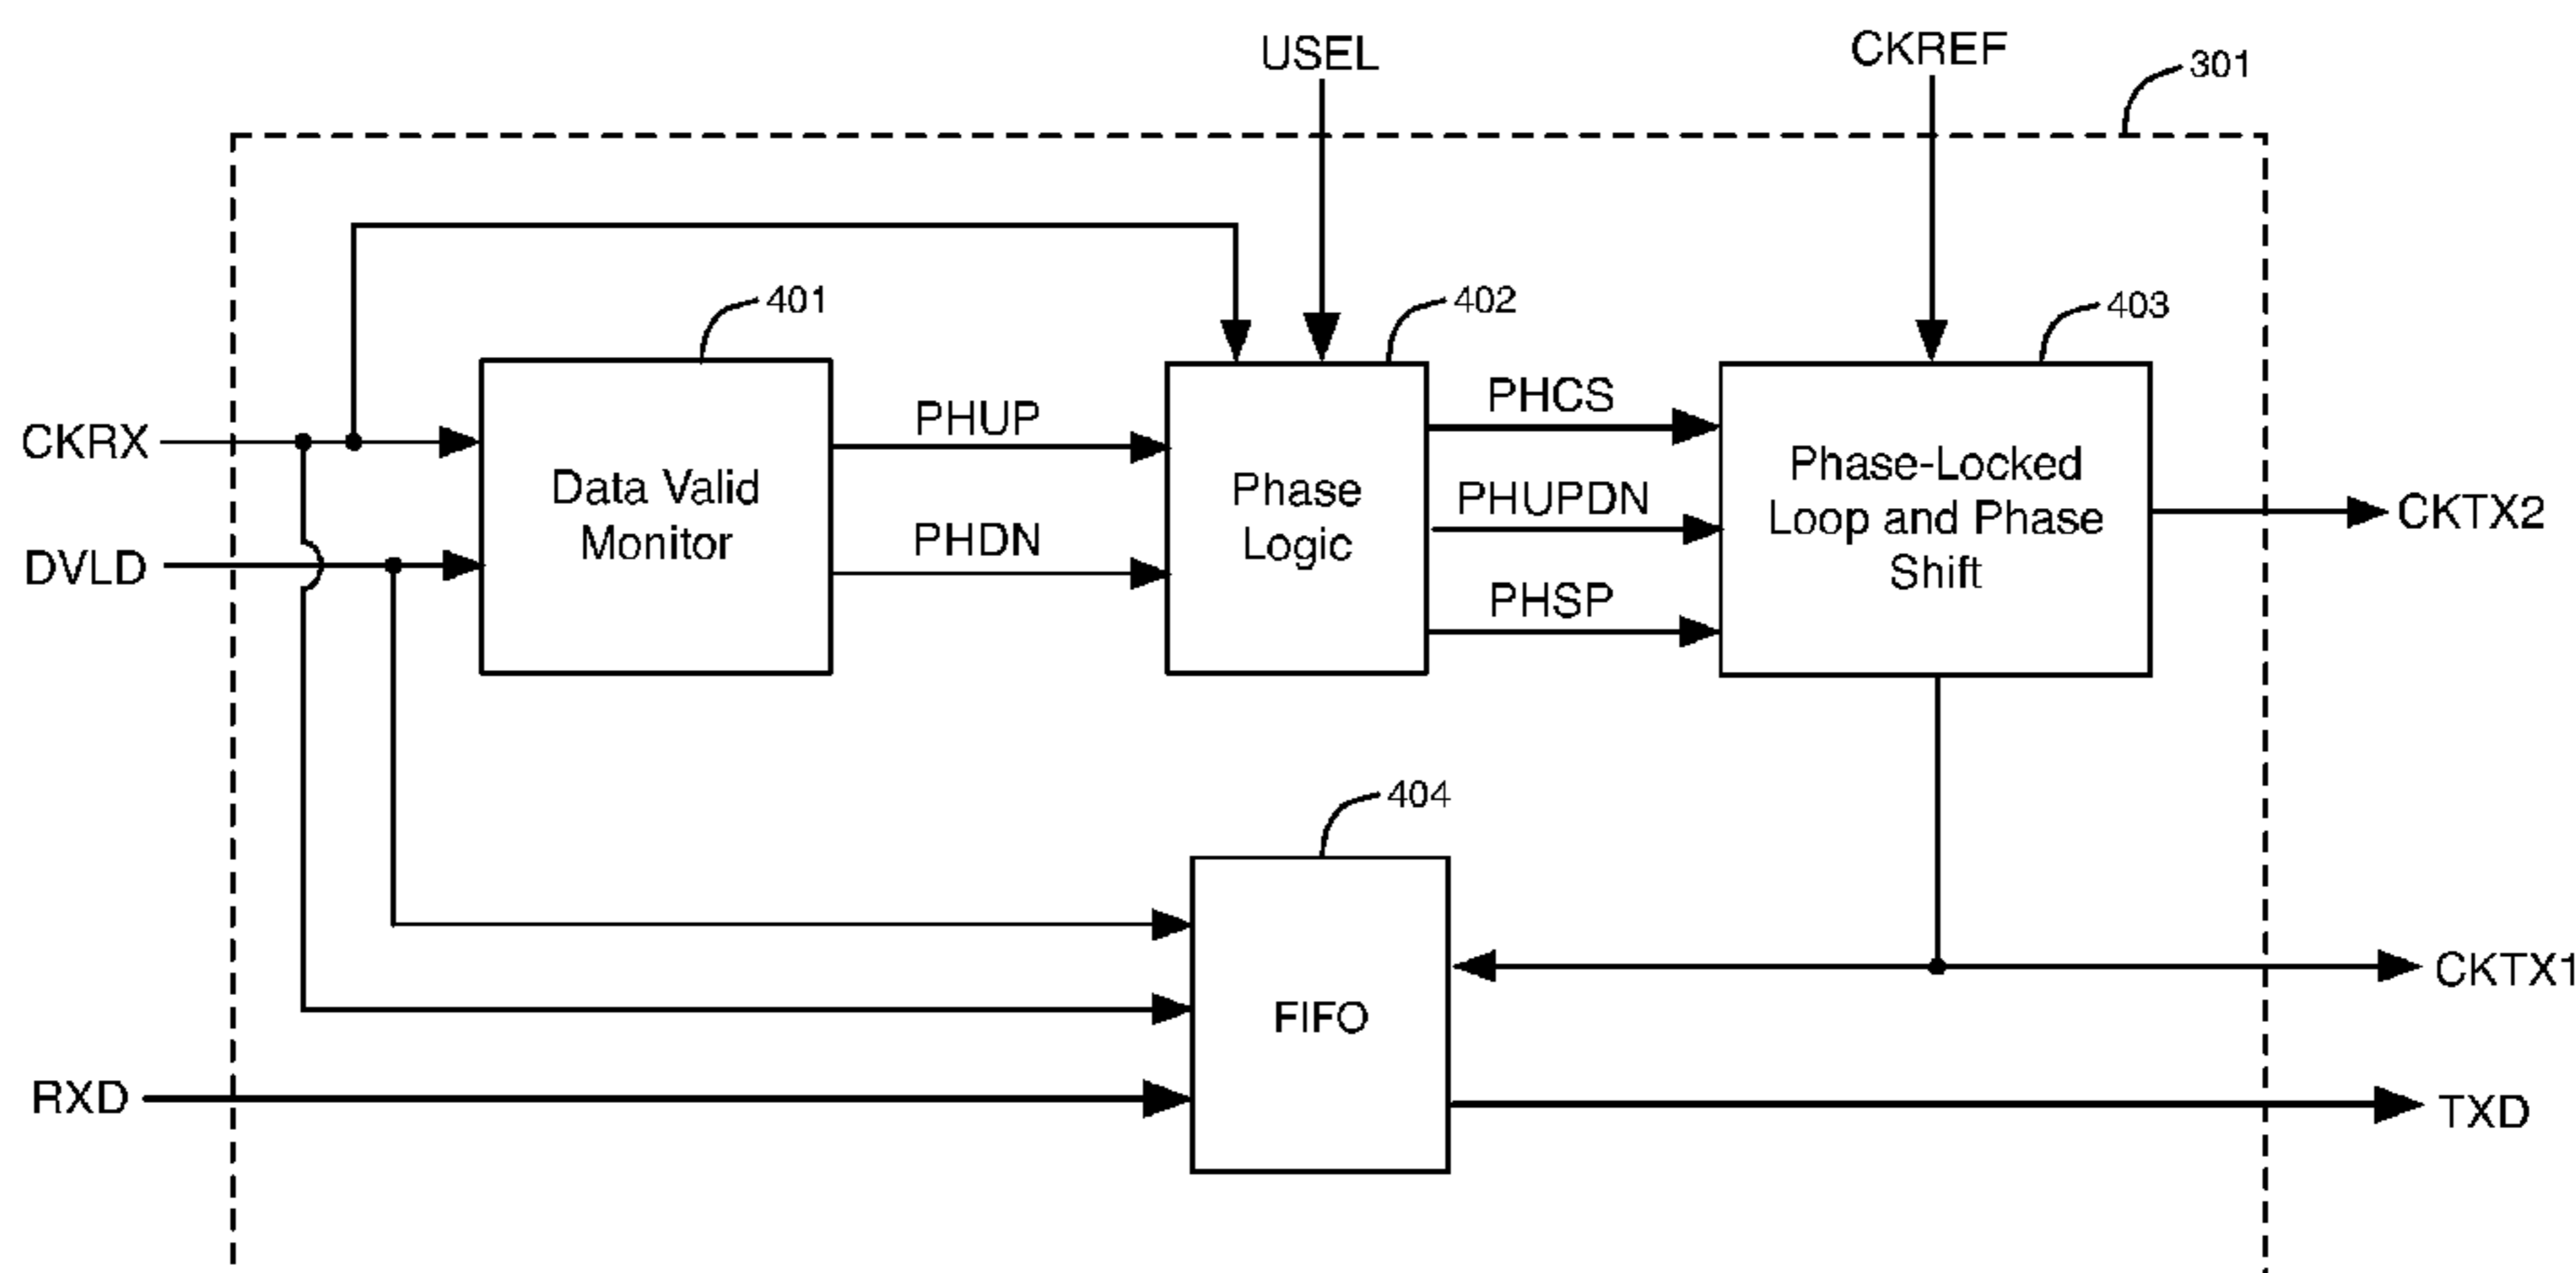 USEL
CKREF
301
401
402
403
CKRX
DVLD
Data Valid
Monitor
PHUP
PHDN
Phase
Logic
PHCS
PHUPDN
PHSP
Phase-Locked
Loop and Phase
Shift
CKTX2
404
FIFO
CKTX1
RXD
TXD